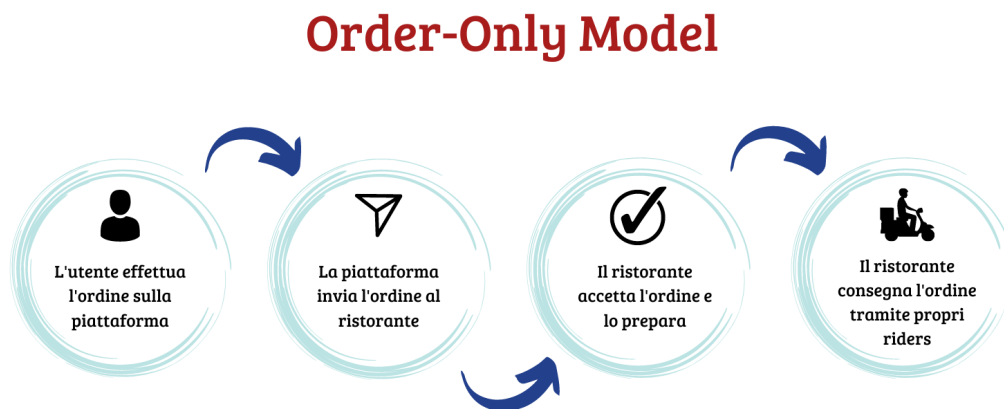 Order-Only Model
L'utente effettua
l'ordine sulla
piattaforma
La piattaforma
invia l'ordine al
ristorante
Il ristorante
accetta l'ordine e
lo prepara
Il ristorante
consegna l'ordine
tramite propri
riders